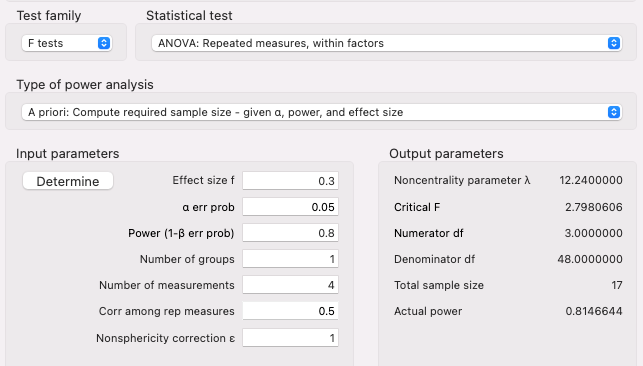 Test family
Statistical test
F tests
ANOVA: Repeated measures, within factors
Type of power analysis
A priori: Compute required sample size - given α, power, and effect size
Input parameters
Output parameters
Determine
Effect size f 0.3
α err prob 0.05
Power (1-β err prob) 0.8
Number of groups 1
Number of measurements 4
Corr among rep measures 0.5
Nonsphericity correction ε 1
Noncentrality parameter λ 12.2400000
Critical F 2.7980606
Numerator df 3.0000000
Denominator df 48.0000000
Total sample size 17
Actual power 0.8146644